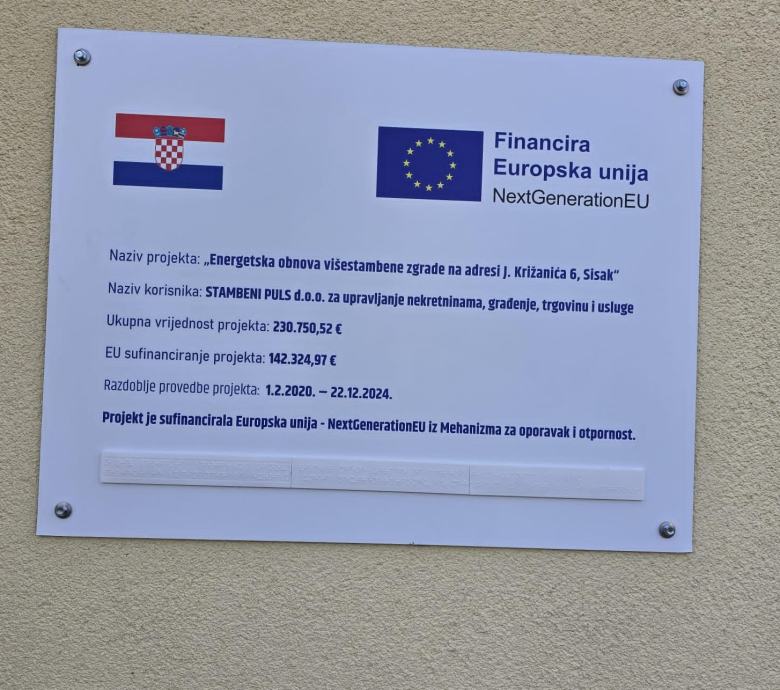 Financira
Europska unija
NextGenerationEU
Naziv projekta: „Energetska obnova višestambene zgrade na adresi J. Križanića 6, Sisak“
Naziv korisnika: STAMBENI PULS d.o.o. za upravljanje nekretninama, građenje, trgovinu i usluge
Ukupna vrijednost projekta: 230.750,52 €
EU sufinanciranje projekta: 142.324,97 €
Razdoblje provedbe projekta: 1.2.2020. – 22.12.2024.
Projekt je sufinancirala Europska unija - NextGenerationEU iz Mehanizma za oporavak i otpornost.